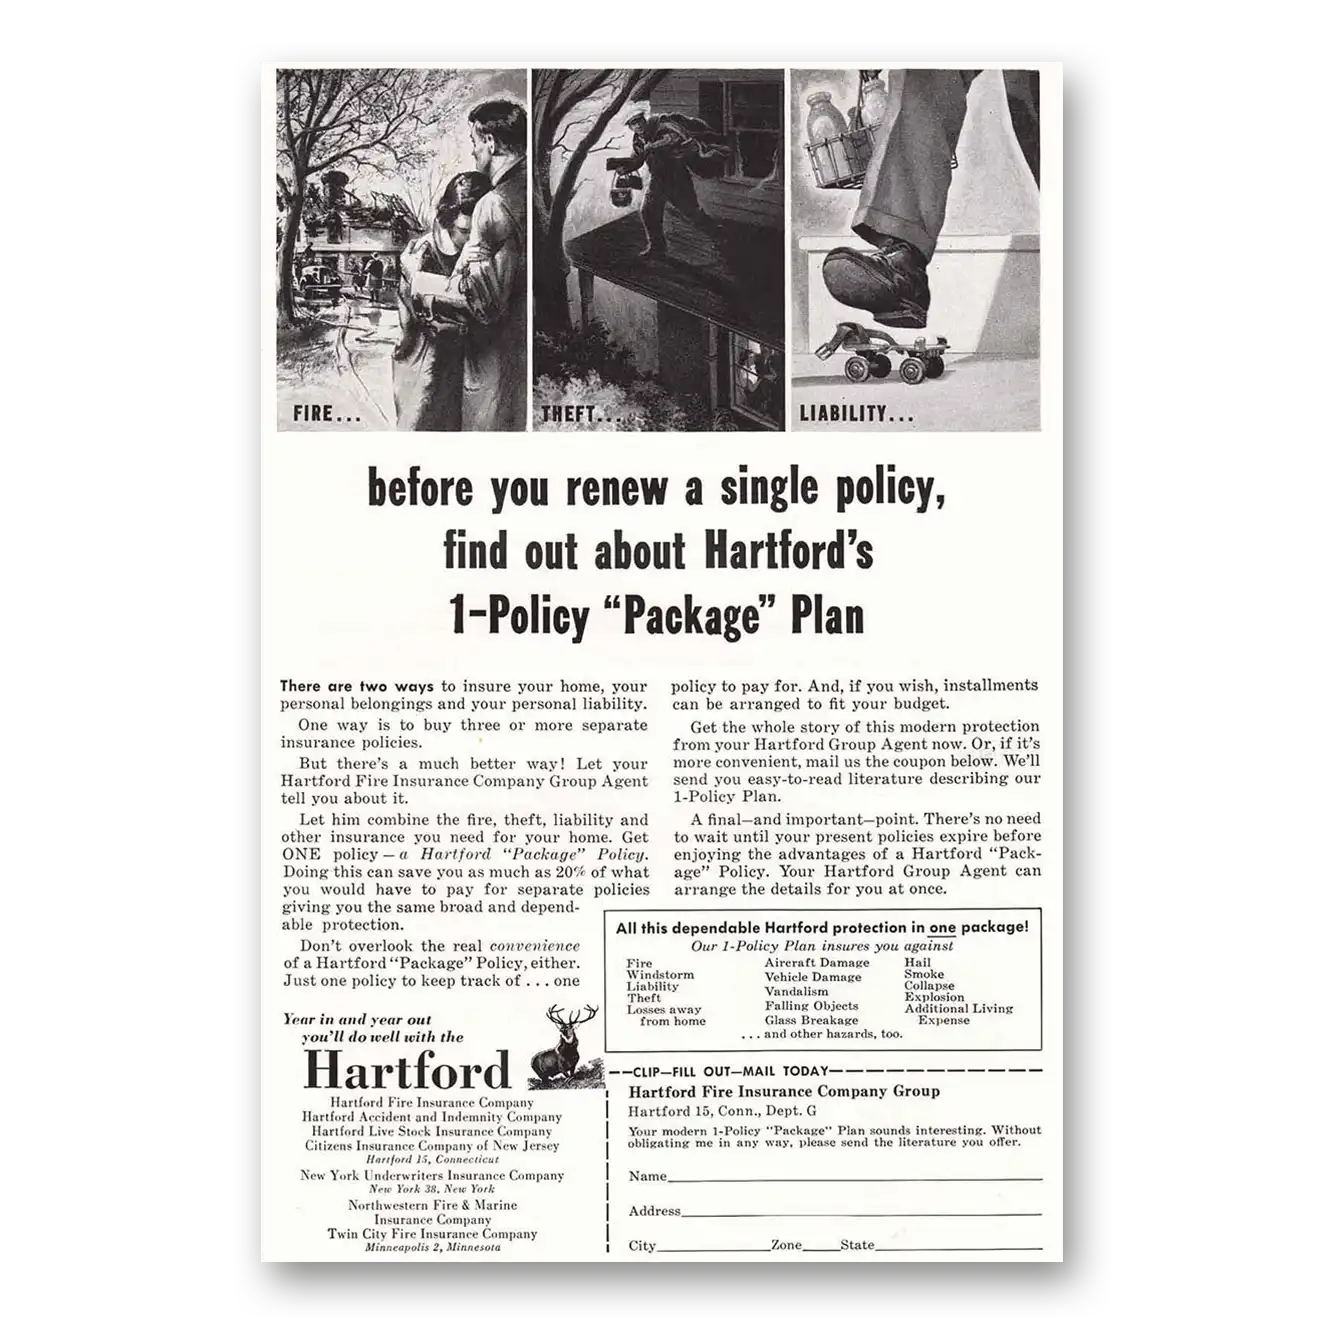 FIRE...
THEFT...
LIABILITY...
before you renew a single policy,
find out about Hartford's
1-Policy “Package” Plan
There are two ways to insure your home, your
personal belongings and your personal liability.
One way is to buy three or more separate
insurance policies.
But there's a much better way! Let your
Hartford Fire Insurance Company Group Agent
tell you about it.
Let him combine the fire, theft, liability and
other insurance you need for your home. Get
ONE policy — a Hartford “Package” Policy.
Doing this can save you as much as 20% of what
you would have to pay for separate policies
giving you the same broad and depend-
able protection.
Don't overlook the real convenience
of a Hartford “Package” Policy, either.
Just one policy to keep track of . . . one
policy to pay for. And, if you wish, installments
can be arranged to fit your budget.
Get the whole story of this modern protection
from your Hartford Group Agent now. Or, if it's
more convenient, mail us the coupon below. We'll
send you easy-to-read literature describing our
1-Policy Plan.
A final—and important—point. There's no need
to wait until your present policies expire before
enjoying the advantages of a Hartford “Pack-
age” Policy. Your Hartford Group Agent can
arrange the details for you at once.
All this dependable Hartford protection in one package!
Our 1-Policy Plan insures you against
Fire
Windstorm
Liability
Theft
Losses away
from home
Aircraft Damage
Vehicle Damage
Vandalism
Falling Objects
Glass Breakage
Hail
Smoke
Collapse
Explosion
Additional Living
Expense
. . . and other hazards, too.
Year in and year out
you'll do well with the
Hartford
Hartford Fire Insurance Company
Hartford Accident and Indemnity Company
Hartford Live Stock Insurance Company
Citizens Insurance Company of New Jersey
Hartford 15, Connecticut
New York Underwriters Insurance Company
New York 38, New York
Northwestern Fire & Marine
Insurance Company
Twin City Fire Insurance Company
Minneapolis 2, Minnesota
CLIP—FILL OUT—MAIL TODAY
Hartford Fire Insurance Company Group
Hartford 15, Conn., Dept. G
Your modern 1-Policy “Package” Plan sounds interesting. Without
obligating me in any way, please send the literature you offer.
Name
Address
City Zone State